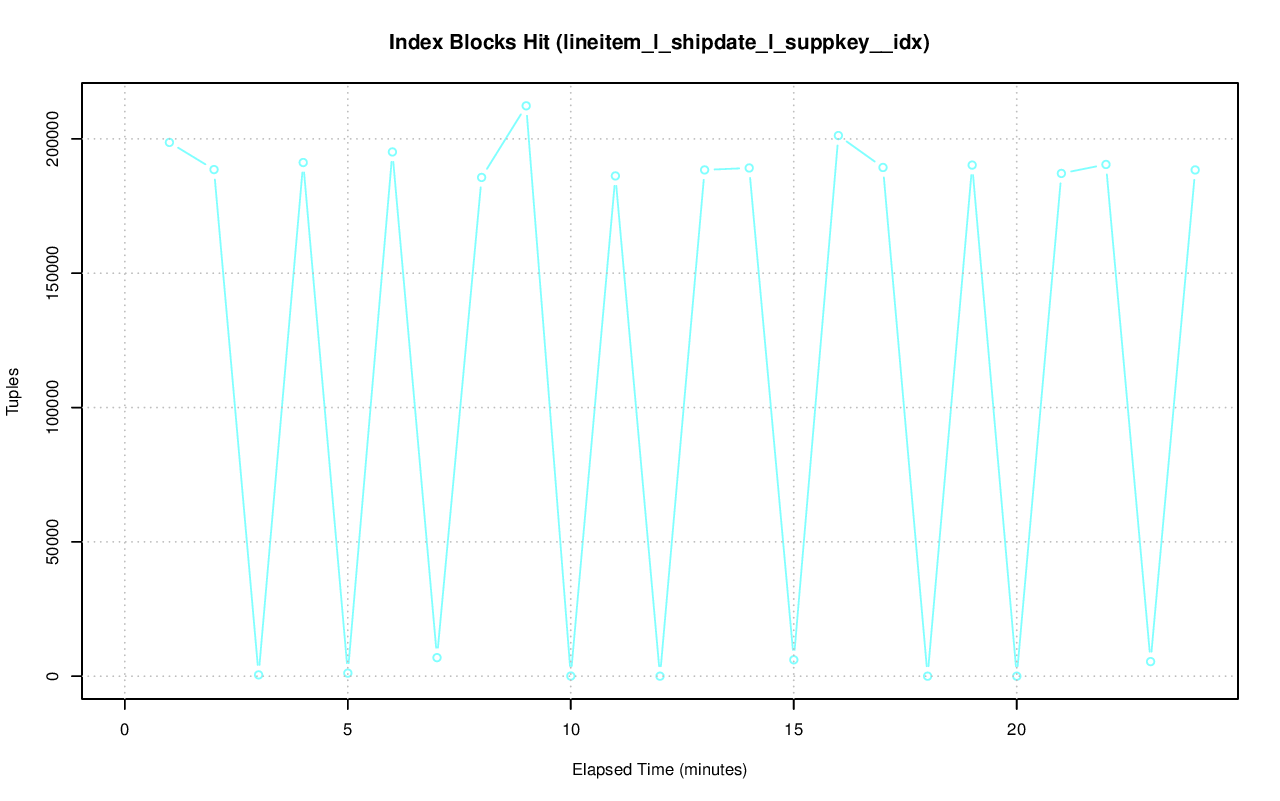 Index Blocks Hit (lineitem_l_shipdate_l_suppkey__idx)
200000
150000
100000
50000
0
Tuples
0 5 10 15 20
Elapsed Time (minutes)